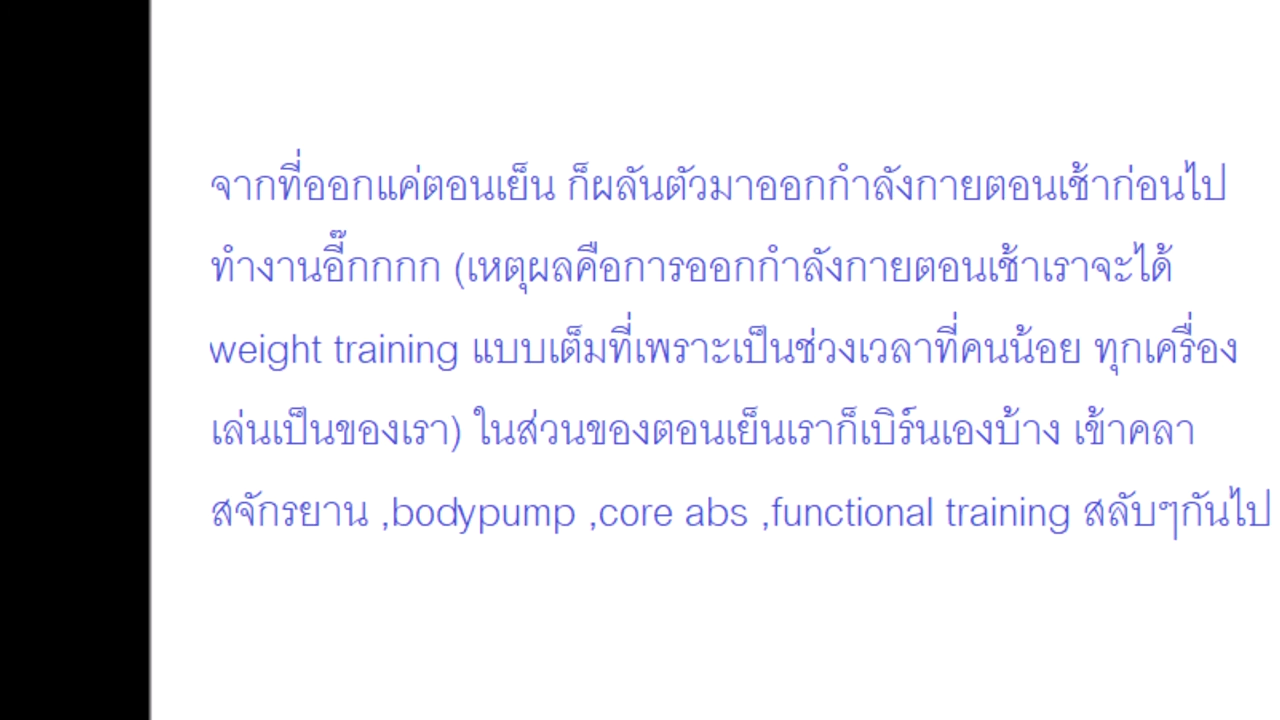 จากที่ออกแค่ตอนเย็น ก็ผลันตัวมาออกกำลังกายตอนเช้าก่อนไป
ทำงานอี๊กกกก (เหตุผลคือการออกกำลังกายตอนเช้าเราจะได้
weight training แบบเต็มที่เพราะเป็นช่วงเวลาที่คนน้อย ทุกเครื่อง
เล่นเป็นของเรา) ในส่วนของตอนเย็นเราก็เบิร์นเองบ้าง เข้าคลา
สจักรยาน ,bodypump ,core abs ,functional training สลับๆกันไป